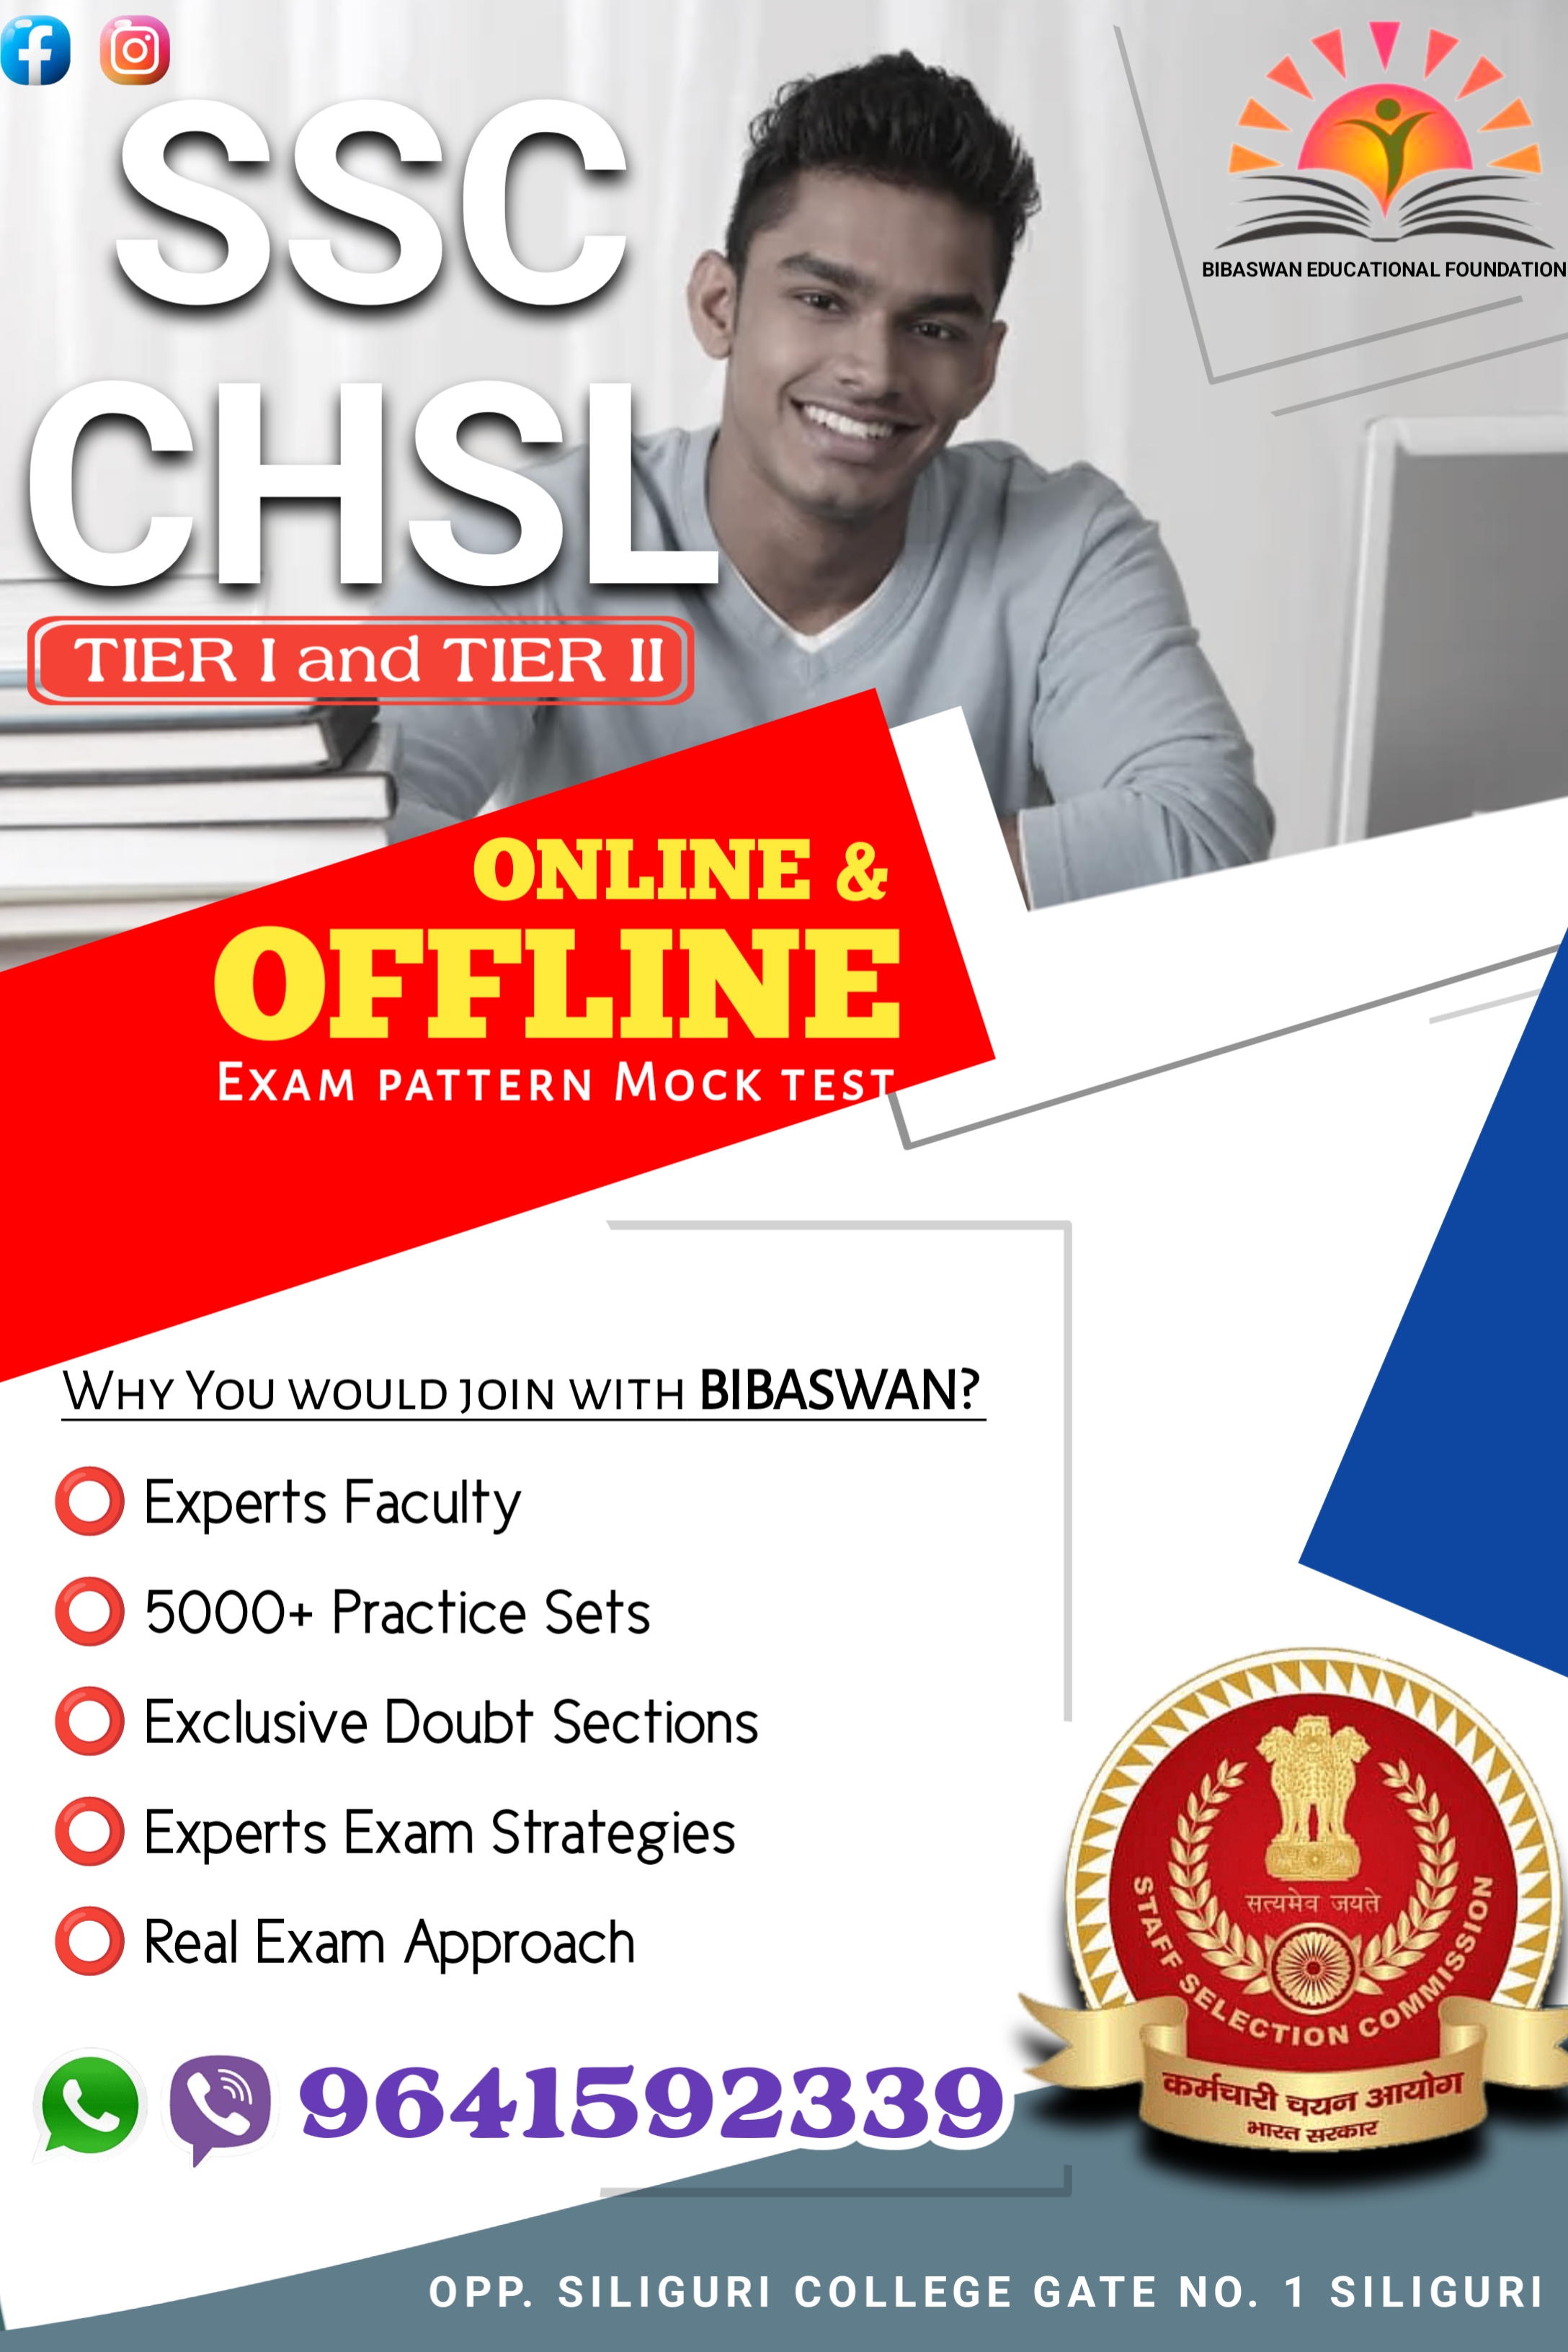 SSC
CHSL
TIER I and TIER II
BIBASWAN EDUCATIONAL FOUNDATION
ONLINE &
OFFLINE
EXAM PATTERN MOCK TEST
WHY YOU WOULD JOIN WITH BIBASWAN?
Experts Faculty
5000+ Practice Sets
Exclusive Doubt Sections
Experts Exam Strategies
Real Exam Approach
सत्यमेव जयते
STAFF SELECTION COMMISSION
कर्मचारी चयन आयोग
भारत सरकार
9641592339
OPP. SILIGURI COLLEGE GATE NO. 1 SILIGURI